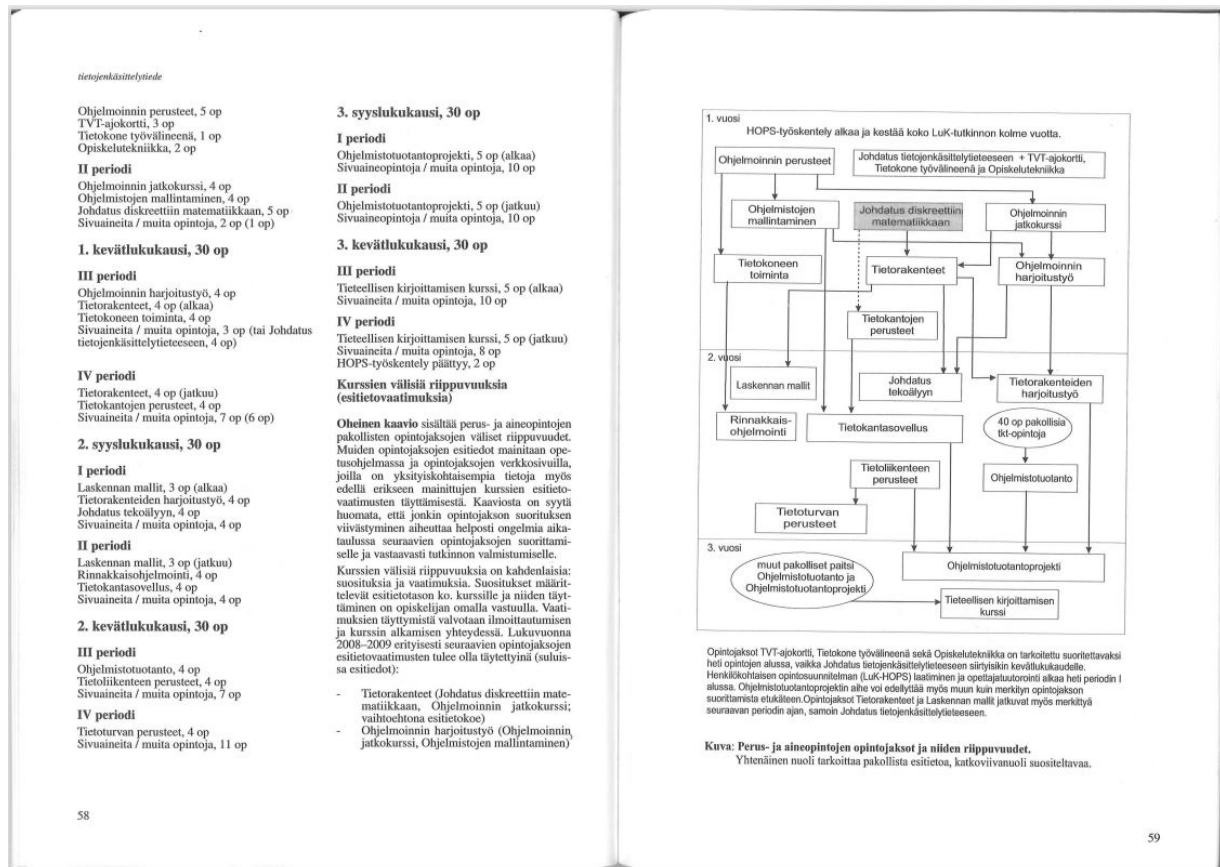 tietojenkäsittelytiede
Ohjelmoinnin perusteet, 5 op
TVT-ajokortti, 3 op
Tietokone työvälineenä, 1 op
Opiskelutekniikka, 2 op
II periodi
Ohjelmoinnin jatkokurssi, 4 op
Ohjelmistojen mallintaminen, 4 op
Johdatus diskreettiin matematiikkaan, 5 op
Sivuaineita / muita opintoja, 2 op (1 op)
1. kevätlukukausi, 30 op
III periodi
Ohjelmoinnin harjoitustyö, 4 op
Tietorakenteet, 4 op (alkaa)
Tietokoneen toiminta, 4 op
Sivuaineita / muita opintoja, 3 op (tai Johdatus
tietojenkäsittelytieteeseen, 4 op)
IV periodi
Tietorakenteet, 4 op (jatkuu)
Tietokantojen perusteet, 4 op
Sivuaineita / muita opintoja, 7 op (6 op)
2. syyslukukausi, 30 op
I periodi
Laskennan mallit, 3 op (alkaa)
Tietorakenteiden harjoitustyö, 4 op
Johdatus tekoälyyn, 4 op
Sivuaineita / muita opintoja, 4 op
II periodi
Laskennan mallit, 3 op (jatkuu)
Rinnakkaisohjelmointi, 4 op
Tietokantasovellus, 4 op
Sivuaineita / muita opintoja, 4 op
2. kevätlukukausi, 30 op
III periodi
Ohjelmistotuotanto, 4 op
Tietoliikenteen perusteet, 4 op
Sivuaineita / muita opintoja, 7 op
IV periodi
Tietoturvan perusteet, 4 op
Sivuaineita / muita opintoja, 11 op
58
3. syyslukukausi, 30 op
I periodi
Ohjelmistotuotantoprojekti, 5 op (alkaa)
Sivuaineopintoja / muita opintoja, 10 op
II periodi
Ohjelmistotuotantoprojekti, 5 op (jatkuu)
Sivuaineopintoja / muita opintoja, 10 op
3. kevätlukukausi, 30 op
III periodi
Tieteellisen kirjoittamisen kurssi, 5 op (alkaa)
Sivuaineita / muita opintoja, 10 op
IV periodi
Tieteellisen kirjoittamisen kurssi, 5 op (jatkuu)
Sivuaineita / muita opintoja, 8 op
HOPS-työskentely päättyy, 2 op
Kurssien välisiä riippuvuuksia
(esitietovaatimuksia)
Oheinen kaavio sisältää perus- ja aineopintojen
pakollisten opintojaksojen väliset riippuvuudet.
Muiden opintojaksojen esitiedot mainitaan ope-
tusohjelmassa ja opintojaksojen verkkosivuilla,
joilla on yksityiskohtaisempia tietoja myös
edellä erikseen mainittujen kurssien esitieto-
vaatimusten täyttämisestä. Kaaviosta on syytä
huomata, että jonkin opintojakson suorituksen
viivästyminen aiheuttaa helposti ongelmia aika-
taulussa seuraavien opintojaksojen suorittami-
selle ja vastaavasti tutkinnon valmistumiselle.
Kurssien välisiä riippuvuuksia on kahdenlaisia:
suosituksia ja vaatimuksia. Suositukset määrit-
televät esitietotason ko. kurssille ja niiden täyt-
täminen on opiskelijan omalla vastuulla. Vaati-
muksien täyttymistä valvotaan ilmoittautumisen
ja kurssin alkamisen yhteydessä. Lukuvuonna
2008–2009 erityisesti seuraavien opintojaksojen
esitietovaatimusten tulee olla täytettyinä (suluis-
sa esitiedot):
- Tietorakenteet (Johdatus diskreettiin mate-
matiikkaan, Ohjelmoinnin jatkokurssi;
vaihtoehtona esitietokoe)
- Ohjelmoinnin harjoitustyö (Ohjelmoinnin
jatkokurssi, Ohjelmistojen mallintaminen)
1. vuosi
HOPS-työskentely alkaa ja kestää koko LuK-tutkinnon kolme vuotta.
Ohjelmoinnin perusteet
Johdatus tietojenkäsittelytieteeseen + TVT-ajokortti,
Tietokone työvälineenä ja Opiskelutekniikka
Ohjelmistojen
mallintaminen
Johdatus diskreettiin
matematiikkaan
Ohjelmoinnin
jatkokurssi
Tietokoneen
toiminta
Tietorakenteet
Ohjelmoinnin
harjoitustyö
Tietokantojen
perusteet
2. vuosi
Laskennan mallit
Johdatus
tekoälyyn
Tietorakenteiden
harjoitustyö
Rinnakkais-
ohjelmointi
Tietokantasovellus
40 op pakollisia
tkt-opintoja
Tietoliikenteen
perusteet
Ohjelmistotuotanto
Tietoturvan
perusteet
3. vuosi
muut pakolliset paitsi
Ohjelmistotuotanto ja
Ohjelmistotuotantoprojekti
Ohjelmistotuotantoprojekti
Tieteellisen kirjoittamisen
kurssi
Opintojaksot TVT-ajokortti, Tietokone työvälineenä sekä Opiskelutekniikka on tarkoitettu suoritettavaksi
heti opintojen alussa, vaikka Johdatus tietojenkäsittelytieteeseen siirtyisikin kevätlukukaudelle.
Henkilökohtaisen opintosuunnitelman (LuK-HOPS) laatiminen ja opettajatuutorointi alkaa heti periodin I
alussa. Ohjelmistotuotantoprojektin aihe voi edellyttää myös muun kuin merkityn opintojakson
suorittamista etukäteen.Opintojaksot Tietorakenteet ja Laskennan mallit jatkuvat myös merkittyä
seuraavan periodin ajan, samoin Johdatus tietojenkäsittelytieteeseen.
Kuva: Perus- ja aineopintojen opintojaksot ja niiden riippuvuudet.
Yhtenäinen nuoli tarkoittaa pakollista esitietoa, katkoviivanuoli suositeltavaa.
59